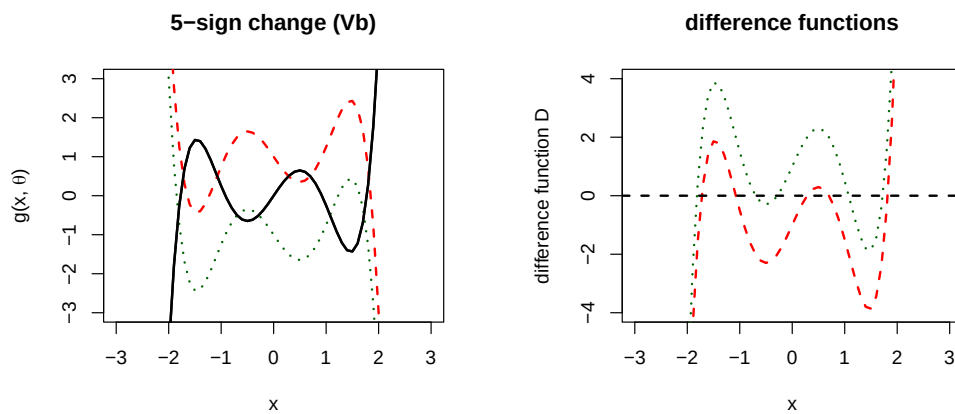 5−sign change (Vb)
g(x, θ)
3
2
1
0
−1
−2
−3
−3 −2 −1 0 1 2 3
x
difference functions
difference function D
4
2
0
−2
−4
−3 −2 −1 0 1 2 3
x